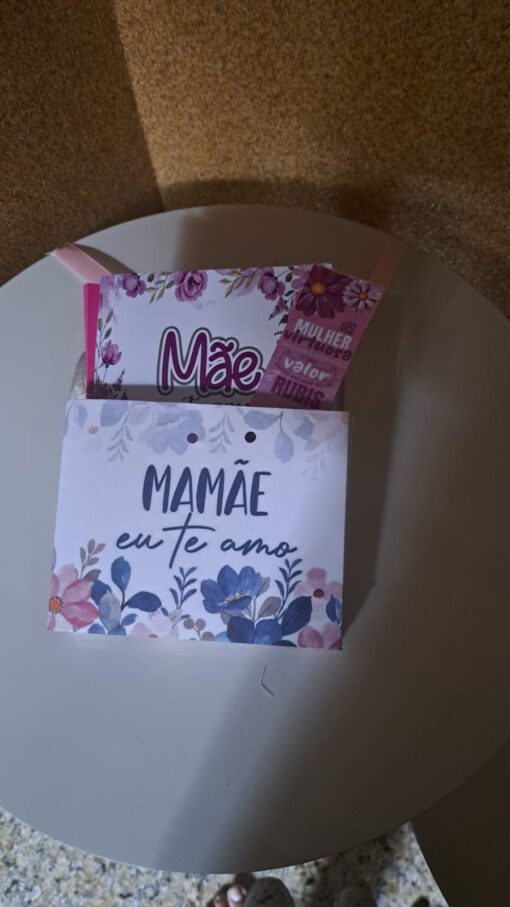 Mãe
MULHER
virtuosa
valor
RUBIS
MAMÃE
eu te amo